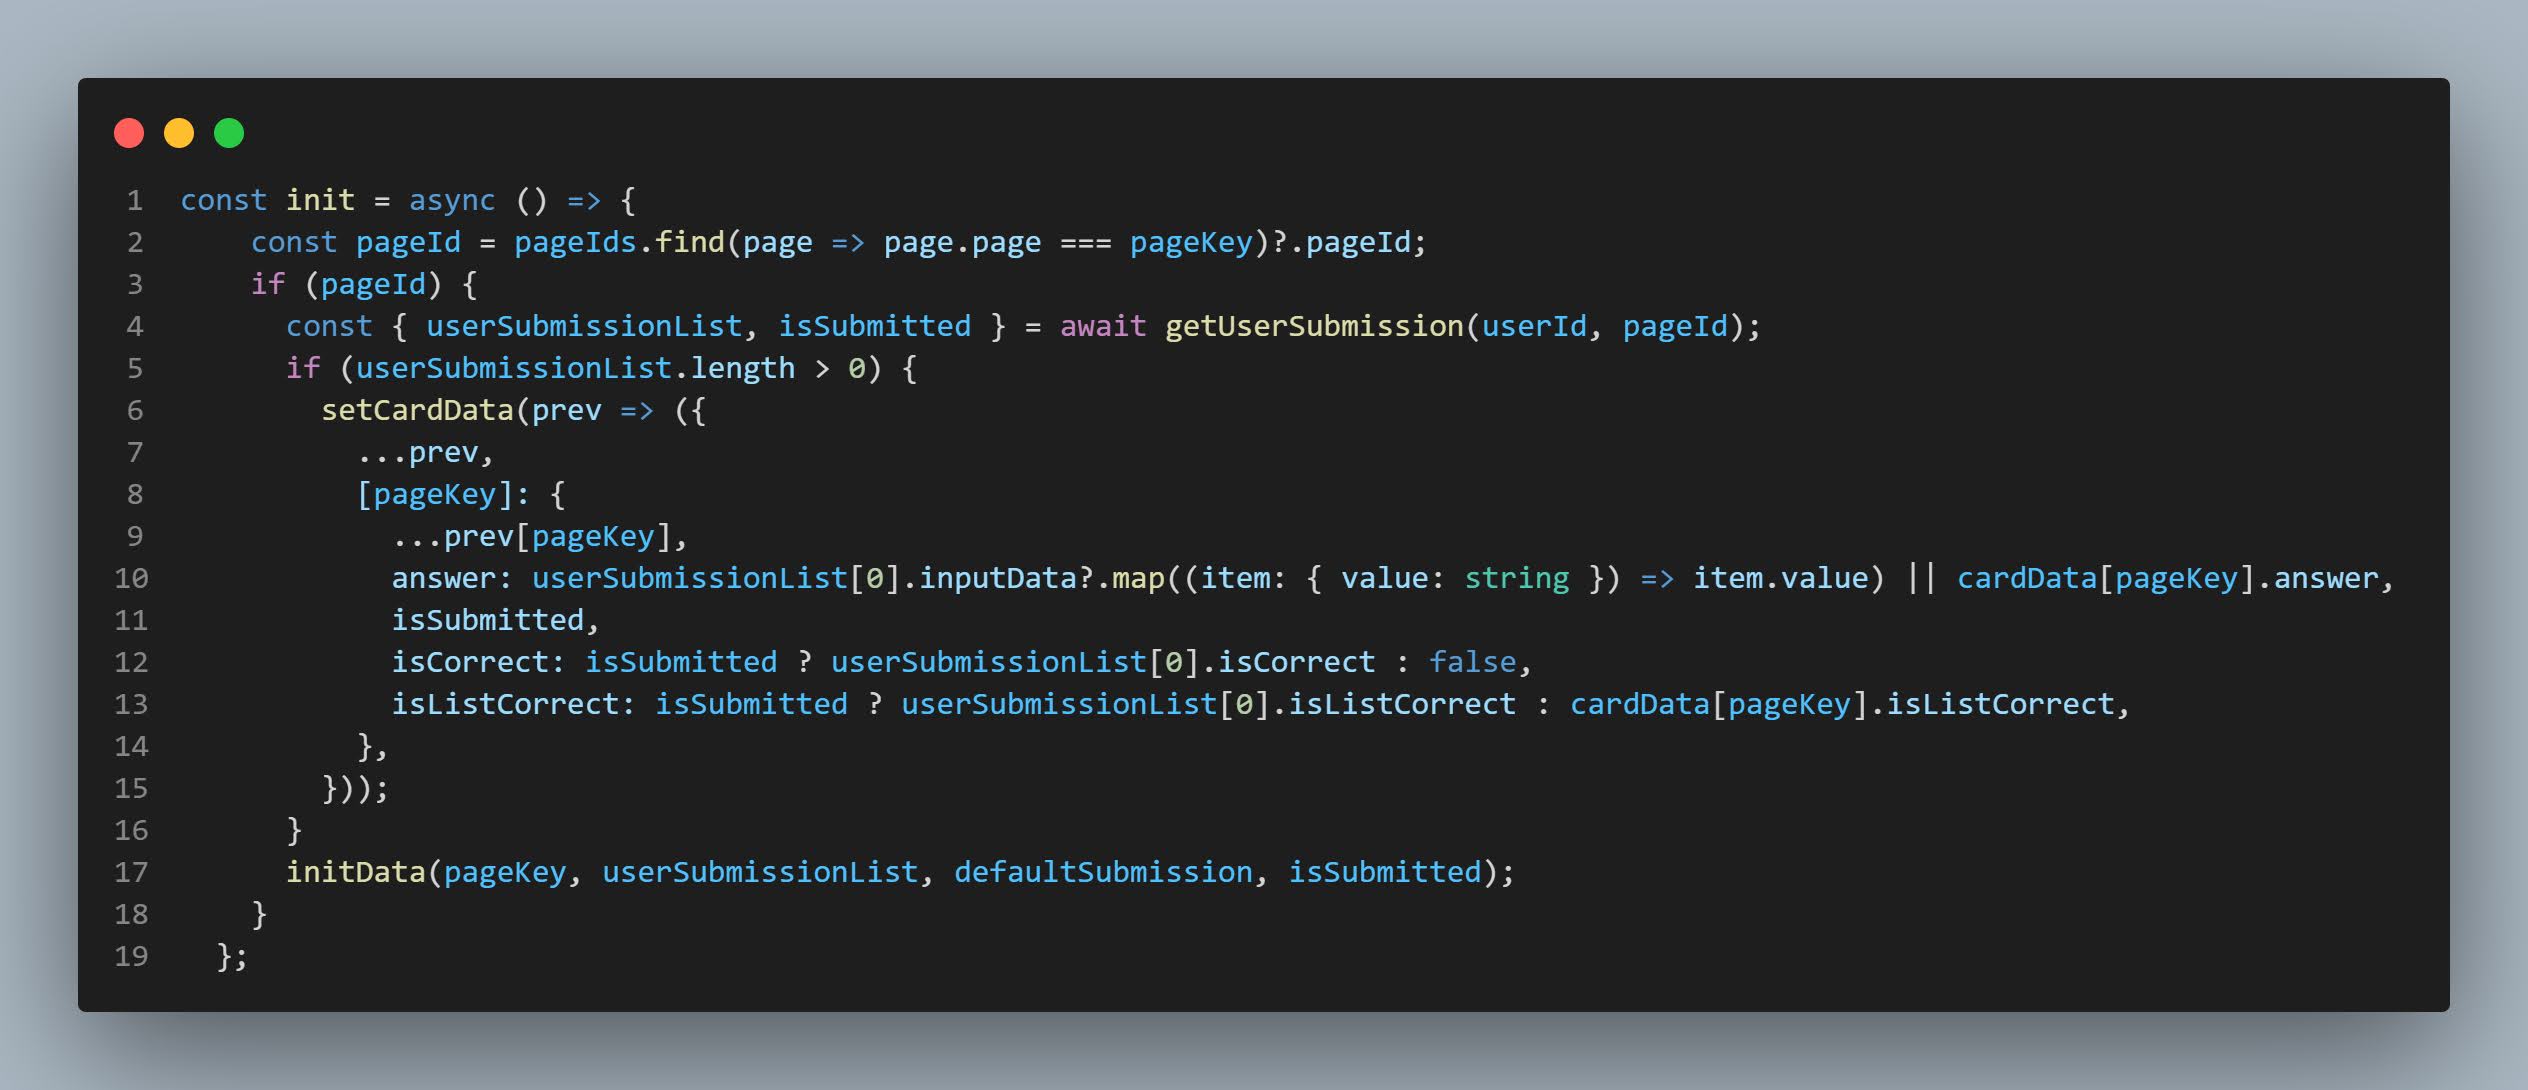 1 const init = async () => {
2 const pageId = pageIds.find(page => page.page === pageKey)?.pageId;
3 if (pageId) {
4 const { userSubmissionList, isSubmitted } = await getUserSubmission(userId, pageId);
5 if (userSubmissionList.length > 0) {
6 setCardData(prev => ({
7 ...prev,
8 [pageKey]: {
9 ...prev[pageKey],
10 answer: userSubmissionList[0].inputData?.map((item: { value: string }) => item.value) || cardData[pageKey].answer,
11 isSubmitted,
12 isCorrect: isSubmitted ? userSubmissionList[0].isCorrect : false,
13 isListCorrect: isSubmitted ? userSubmissionList[0].isListCorrect : cardData[pageKey].isListCorrect,
14 },
15 }));
16 }
17 initData(pageKey, userSubmissionList, defaultSubmission, isSubmitted);
18 }
19 };